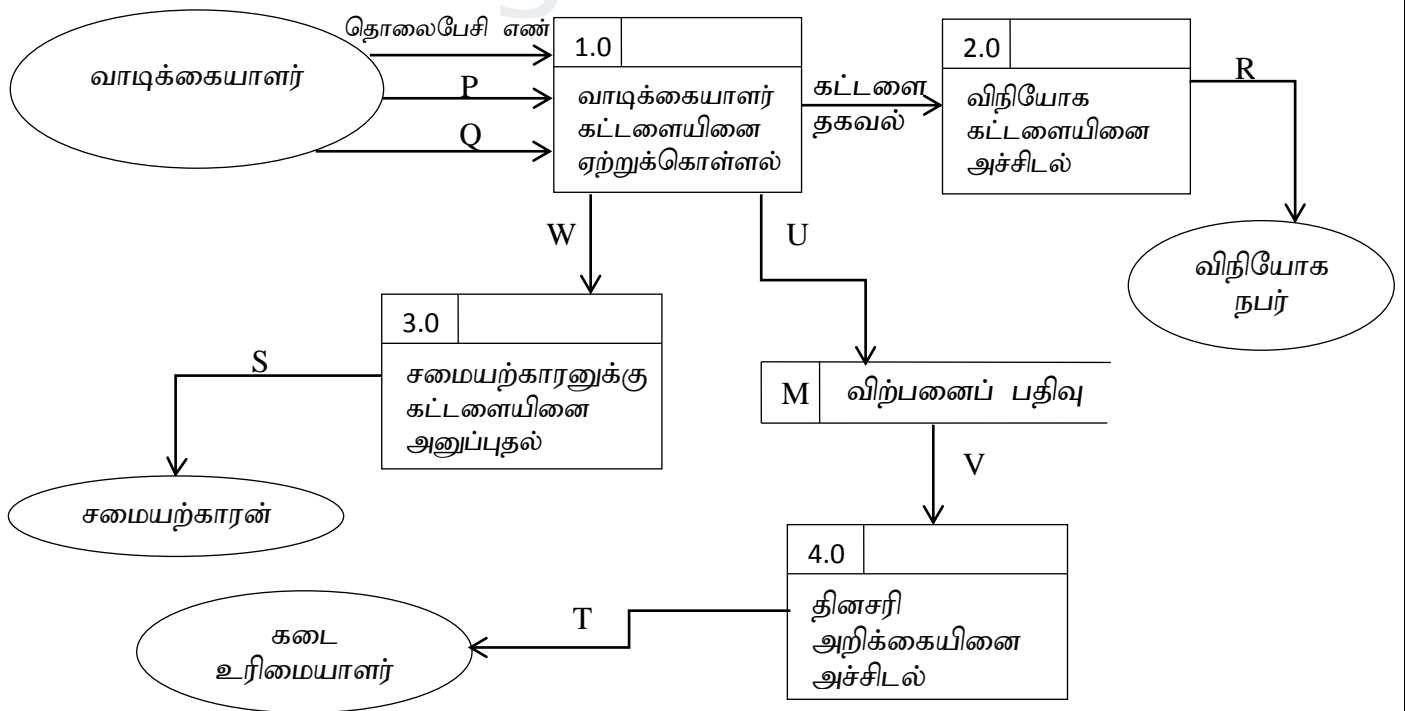 தொலைபேசி எண்
வாடிக்கையாளர்
P
Q
1.0
வாடிக்கையாளர்
கட்டளையினை
ஏற்றுக்கொள்ளல்
கட்டளை
தகவல்
2.0
விநியோக
கட்டளையினை
அச்சிடல்
R
விநியோக
நபர்
W
U
3.0
சமையற்காரனுக்கு
கட்டளையினை
அனுப்புதல்
S
சமையற்காரன்
M விற்பனைப் பதிவு
V
4.0
தினசரி
அறிக்கையினை
அச்சிடல்
T
கடை
உரிமையாளர்